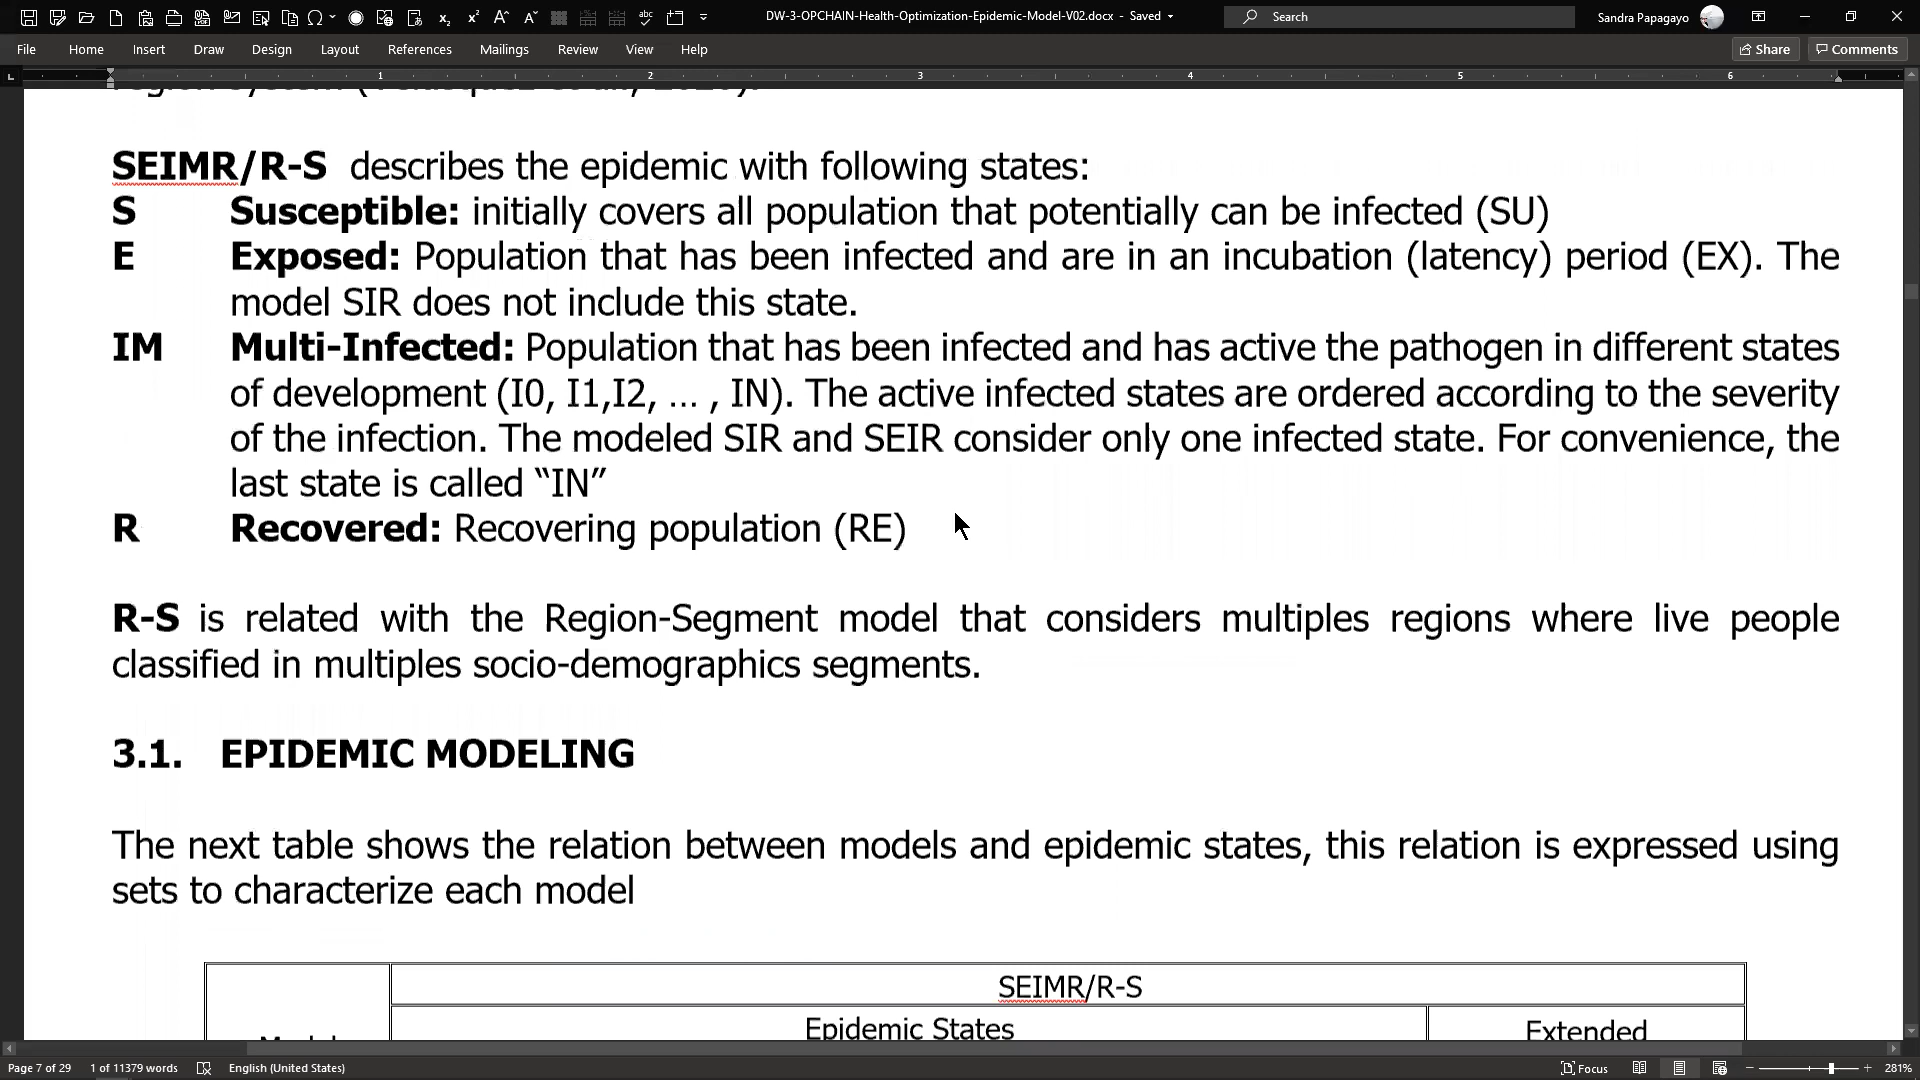 DW-3-OPCHAIN-Health-Optimization-Epidemic-Model-V02.docx - Saved
Search
Sandra Papagayo
File Home Insert Draw Design Layout References Mailings Review View Help
Share Comments
1 2 3 4 5 6
SEIMR/R-S describes the epidemic with following states:
S Susceptible: initially covers all population that potentially can be infected (SU)
E Exposed: Population that has been infected and are in an incubation (latency) period (EX). The
model SIR does not include this state.
IM Multi-Infected: Population that has been infected and has active the pathogen in different states
of development (I0, I1,I2, … , IN). The active infected states are ordered according to the severity
of the infection. The modeled SIR and SEIR consider only one infected state. For convenience, the
last state is called “IN”
R Recovered: Recovering population (RE)
R-S is related with the Region-Segment model that considers multiples regions where live people
classified in multiples socio-demographics segments.
3.1. EPIDEMIC MODELING
The next table shows the relation between models and epidemic states, this relation is expressed using
sets to characterize each model
SEIMR/R-S
Epidemic States Extended
Page 7 of 29 1 of 11379 words English (United States) Focus 281%